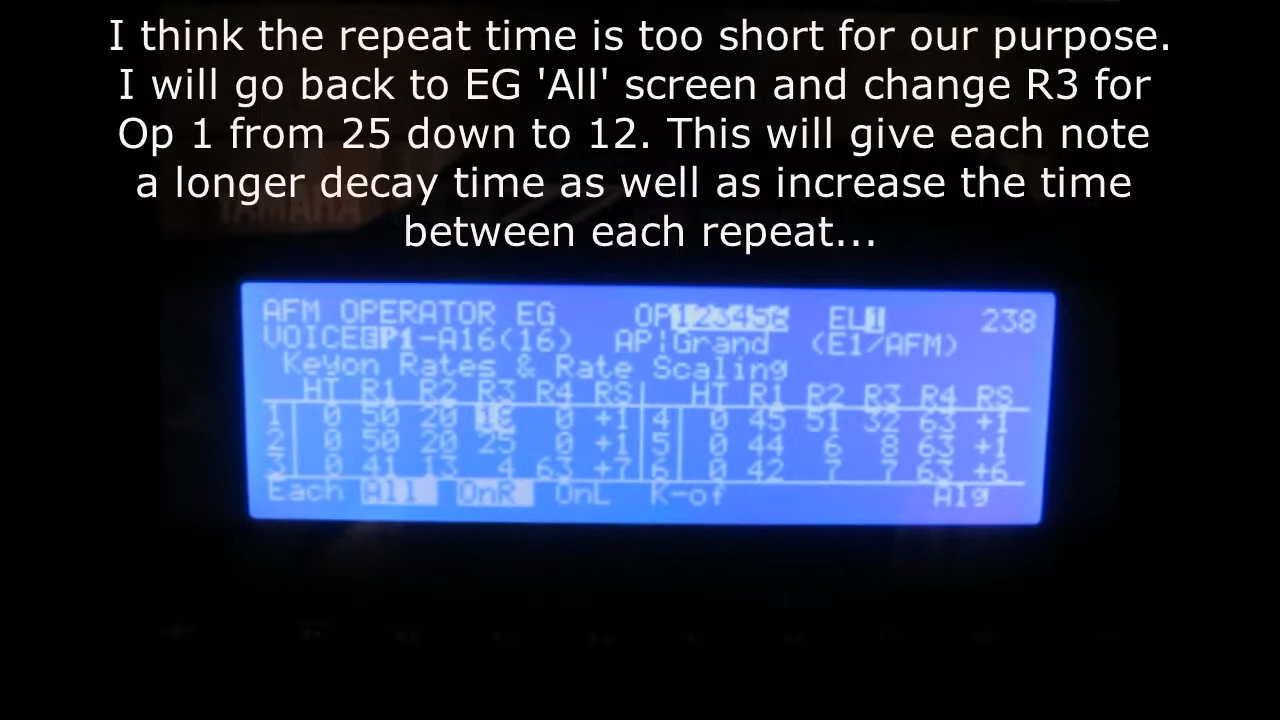 I think the repeat time is too short for our purpose.
I will go back to EG 'All' screen and change R3 for
Op 1 from 25 down to 12. This will give each note
a longer decay time as well as increase the time
between each repeat...
YAMAHA
AFM OPERATOR EG OP123456 EL1 238
VOICE P1-A16(16) AP¦Grand (E1/AFM)
Keyon Rates & Rate Scaling
HT R1 R2 R3 R4 RS HT R1 R2 R3 R4 RS
1 0 50 20 0 +1 4 0 45 51 32 63 +1
2 0 50 20 25 0 +1 5 0 44 6 8 63 +1
3 0 41 13 4 63 +7 6 0 42 7 7 63 +6
Each All OnR OnL K-of Alg